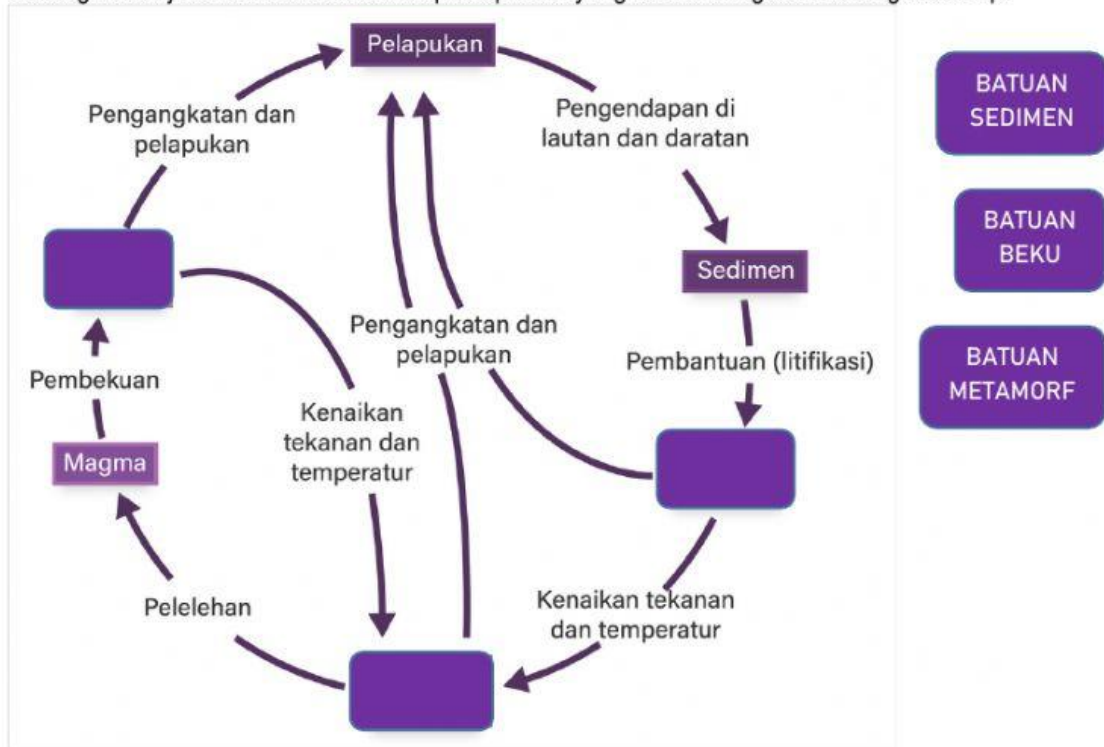 Pelapukan
Pengangkatan dan
pelapukan
Pengendapan di
lautan dan daratan
Sedimen
Pengangkatan dan
pelapukan
Pembantuan (litifikasi)
Pembekuan
Kenaikan
tekanan dan
temperatur
Magma
Kenaikan tekanan
dan temperatur
Pelelehan
BATUAN
SEDIMEN
BATUAN
BEKU
BATUAN
METAMORF